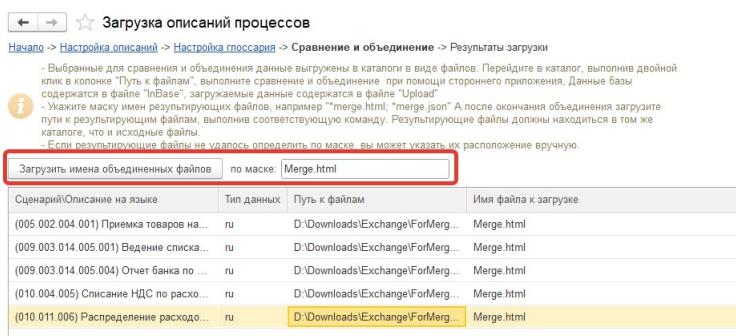 Загрузка описаний процессов
Начало -> Настройка описаний -> Настройка глоссария -> Сравнение и объединение -> Результаты загрузки
- Выбранные для сравнения и объединения данные выгружены в каталоги в виде файлов. Перейдите в каталог, выполнив двойной
клик в колонке "Путь к файлам", выполните сравнение и объединение при помощи стороннего приложения, Данные базы
содержатся в файле "InBase", загружаемые данные содержатся в файле "Upload"
- Укажите маску имен результирующих файлов, например "*merge.html; *merge.json" А после окончания объединения загрузите
пути к результирующим файлам, выполнив соответствующую команду. Результирующие файлы должны находиться в том же
каталоге, что и исходные файлы.
- Если результирующие файлы не удалось определить по маске, вы может указать их расположение вручную.
Загрузить имена объединенных файлов по маске: Merge.html
Сценарий\Описание на языке Тип данных Путь к файлам Имя файла к загрузке
(005.002.004.001) Приемка товаров на... ru D:\Downloads\Exchange\ForMerg... Merge.html
(009.003.014.005.001) Ведение списка... ru D:\Downloads\Exchange\ForMerg... Merge.html
(009.003.014.005.004) Отчет банка по ... ru D:\Downloads\Exchange\ForMerg... Merge.html
(010.004.005) Списание НДС по расхо... ru D:\Downloads\Exchange\ForMerg... Merge.html
(010.011.006) Распределение расходо... ru D:\Downloads\Exchange\ForMerg... Merge.html